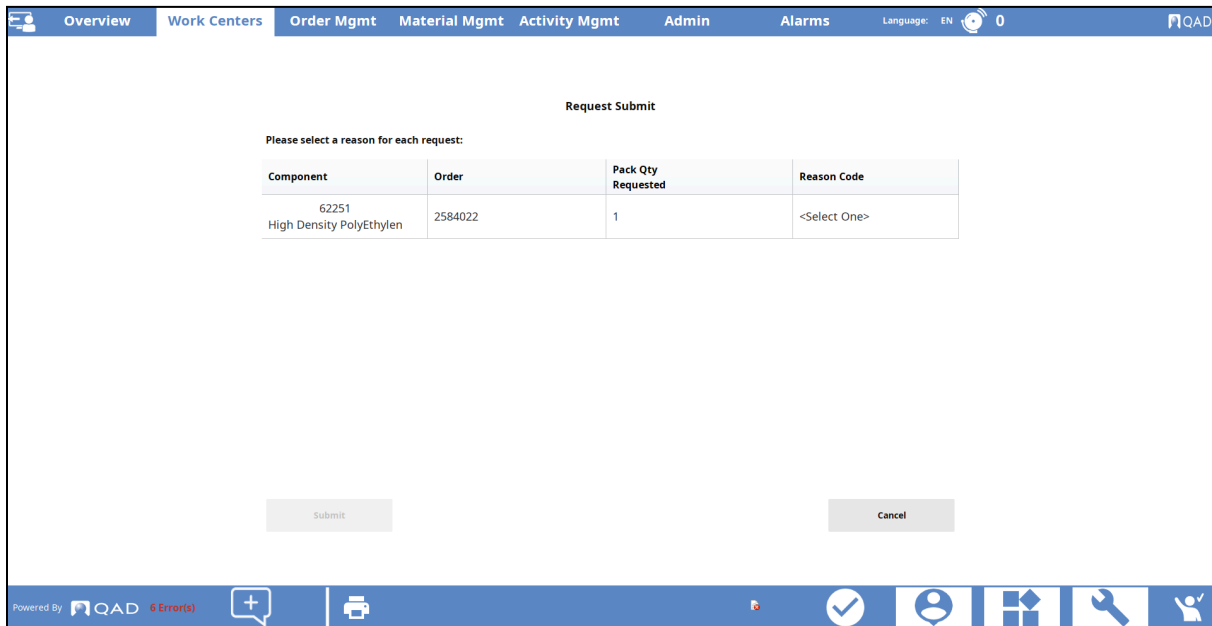 Overview Work Centers Order Mgmt Material Mgmt Activity Mgmt Admin Alarms Language: EN 0 QAD
Request Submit
Please select a reason for each request:
Component Order Pack Qty Requested Reason Code
62251
High Density PolyEthylen
2584022 1 <Select One>
Submit Cancel
Powered By QAD 6 Error(s)